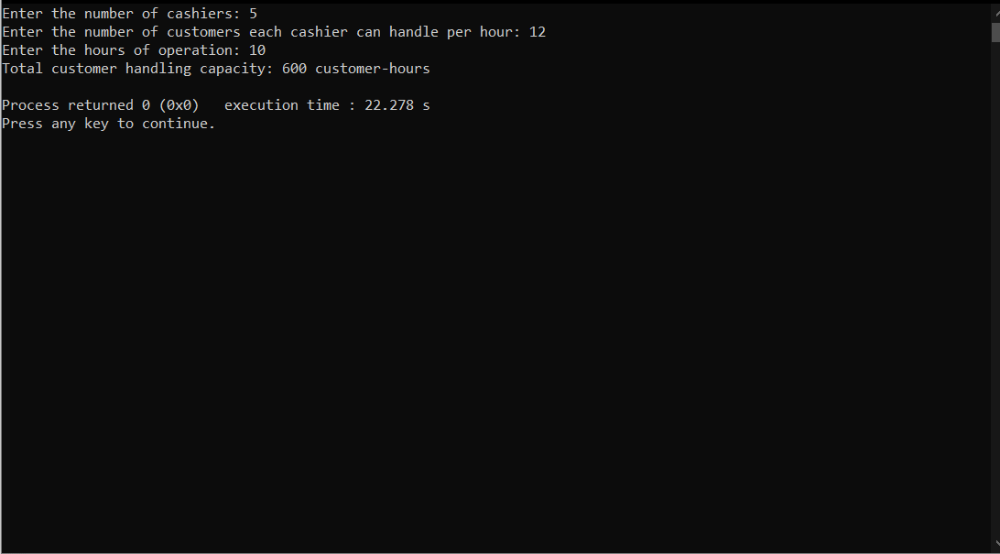 Enter the number of cashiers: 5
Enter the number of customers each cashier can handle per hour: 12
Enter the hours of operation: 10
Total customer handling capacity: 600 customer-hours
Process returned 0 (0x0)   execution time : 22.278 s
Press any key to continue.